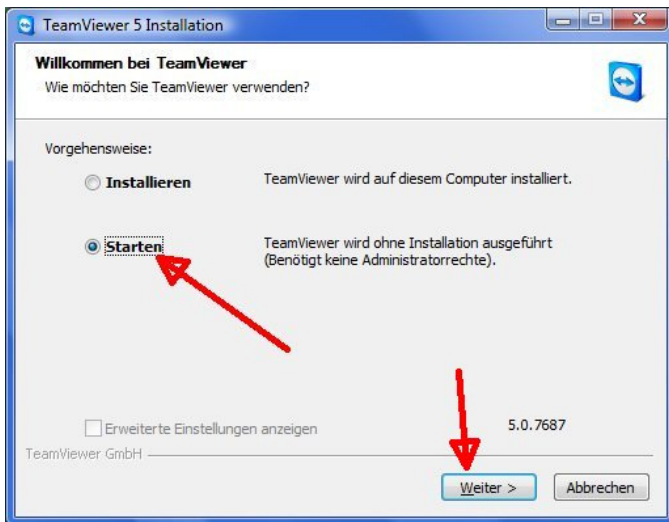 TeamViewer 5 Installation
Willkommen bei TeamViewer
Wie möchten Sie TeamViewer verwenden?
Vorgehensweise:
Installieren
TeamViewer wird auf diesem Computer installiert.
Starten
TeamViewer wird ohne Installation ausgeführt
(Benötigt keine Administratorrechte).
Erweiterte Einstellungen anzeigen
5.0.7687
TeamViewer GmbH
Weiter >
Abbrechen